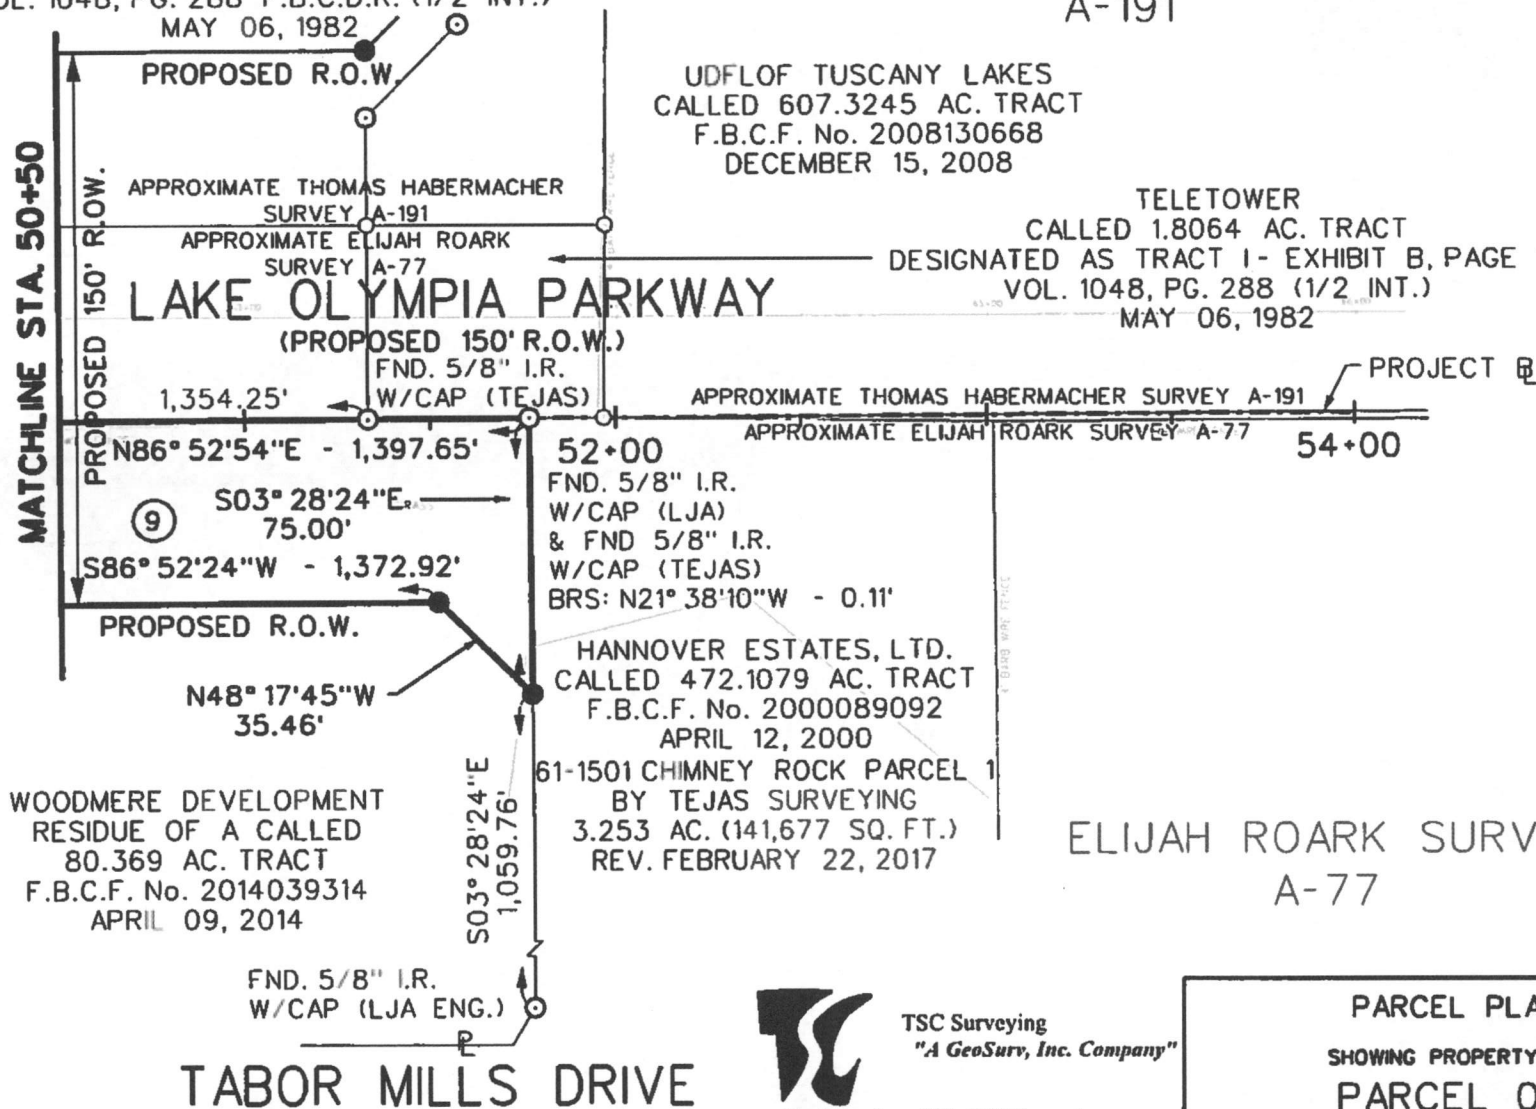 MAY 06, 1982
PROPOSED R.O.W.
A-191
UDFLOF TUSCANY LAKES
CALLED 607.3245 AC. TRACT
F.B.C.F. No. 2008130668
DECEMBER 15, 2008
MATCHLINE STA. 50+50
PROPOSED 150' R.O.W.
APPROXIMATE THOMAS HABERMACHER
SURVEY A-191
APPROXIMATE ELIJAH ROARK
SURVEY A-77
TELETOWER
CALLED 1.8064 AC. TRACT
DESIGNATED AS TRACT I - EXHIBIT B, PAGE
VOL. 1048, PG. 288 (1/2 INT.)
MAY 06, 1982
LAKE OLYMPIA PARKWAY
(PROPOSED 150' R.O.W.)
FND. 5/8" I.R.
W/CAP (TEJAS)
1,354.25'
PROJECT BL
APPROXIMATE THOMAS HABERMACHER SURVEY A-191
APPROXIMATE ELIJAH ROARK SURVEY A-77
N86° 52'54"E - 1,397.65'
52+00
54+00
S03° 28'24"E
75.00'
9
S86° 52'24"W - 1,372.92'
PROPOSED R.O.W.
FND. 5/8" I.R.
W/CAP (LJA)
& FND 5/8" I.R.
W/CAP (TEJAS)
BRS: N21° 38'10"W - 0.11'
N48° 17'45"W
35.46'
HANNOVER ESTATES, LTD.
CALLED 472.1079 AC. TRACT
F.B.C.F. No. 2000089092
APRIL 12, 2000
61-1501 CHIMNEY ROCK PARCEL 1
BY TEJAS SURVEYING
3.253 AC. (141,677 SQ. FT.)
REV. FEBRUARY 22, 2017
WOODMERE DEVELOPMENT
RESIDUE OF A CALLED
80.369 AC. TRACT
F.B.C.F. No. 2014039314
APRIL 09, 2014
S03° 28'24"E
1,059.76'
ELIJAH ROARK SURV
A-77
FND. 5/8" I.R.
W/CAP (LJA ENG.)
PL
TABOR MILLS DRIVE
TSC
TSC Surveying
"A GeoSurv, Inc. Company"
PARCEL PLA
SHOWING PROPERTY
PARCEL O